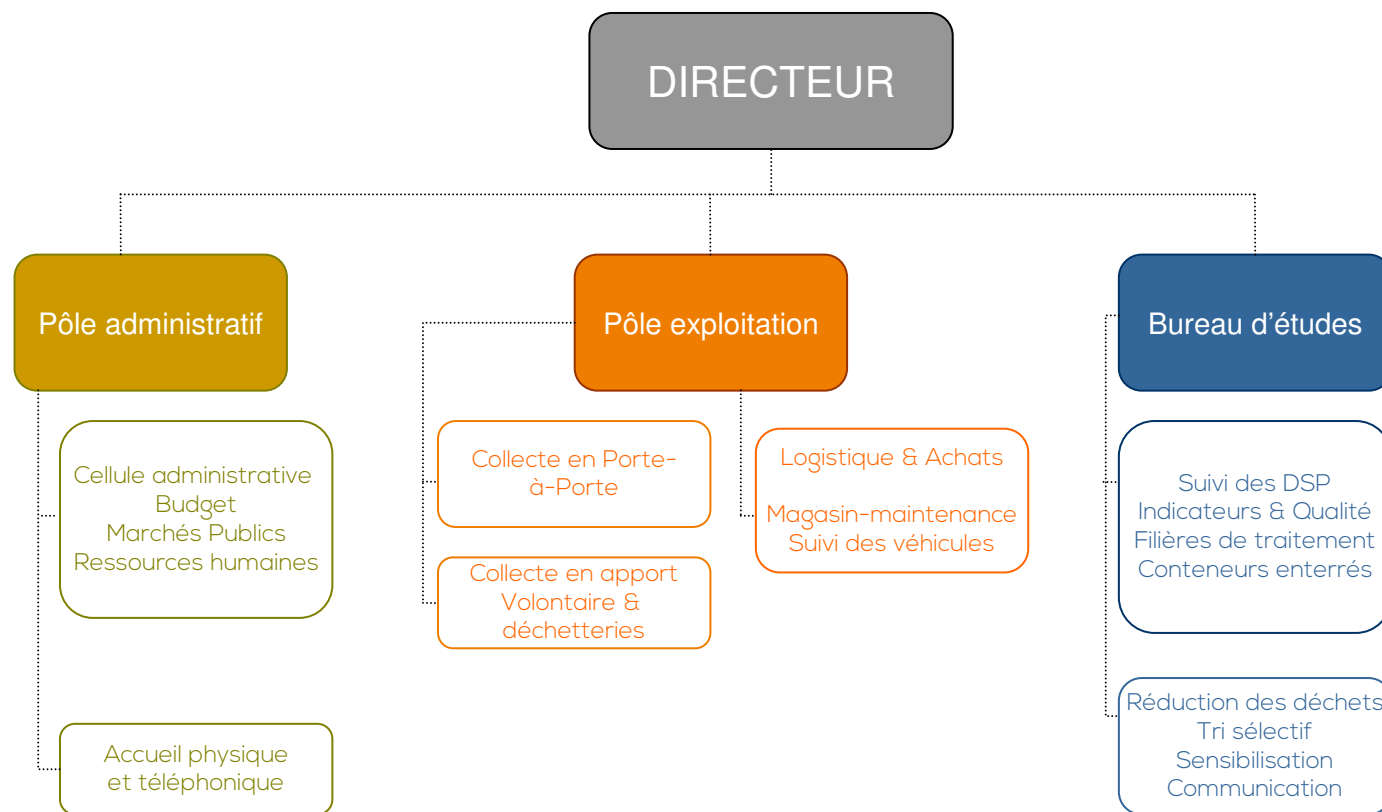 DIRECTEUR
Pôle administratif
Pôle exploitation
Bureau d’études
Cellule administrative
Budget
Marchés Publics
Ressources humaines
Accueil physique
et téléphonique
Collecte en Porte-
à-Porte
Collecte en apport
Volontaire &
déchetteries
Logistique & Achats
Magasin-maintenance
Suivi des véhicules
Suivi des DSP
Indicateurs & Qualité
Filières de traitement
Conteneurs enterrés
Réduction des déchets
Tri sélectif
Sensibilisation
Communication